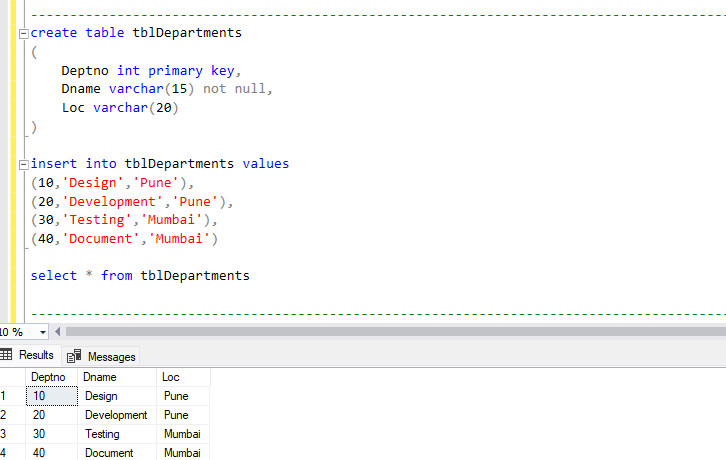 create table tblDepartments
(
Deptno int primary key,
Dname varchar(15) not null,
Loc varchar(20)
)
insert into tblDepartments values
(10,'Design','Pune'),
(20,'Development','Pune'),
(30,'Testing','Mumbai'),
(40,'Document','Mumbai')
select * from tblDepartments
10 %
Results Messages
Deptno Dname Loc
1 10 Design Pune
2 20 Development Pune
3 30 Testing Mumbai
4 40 Document Mumbai